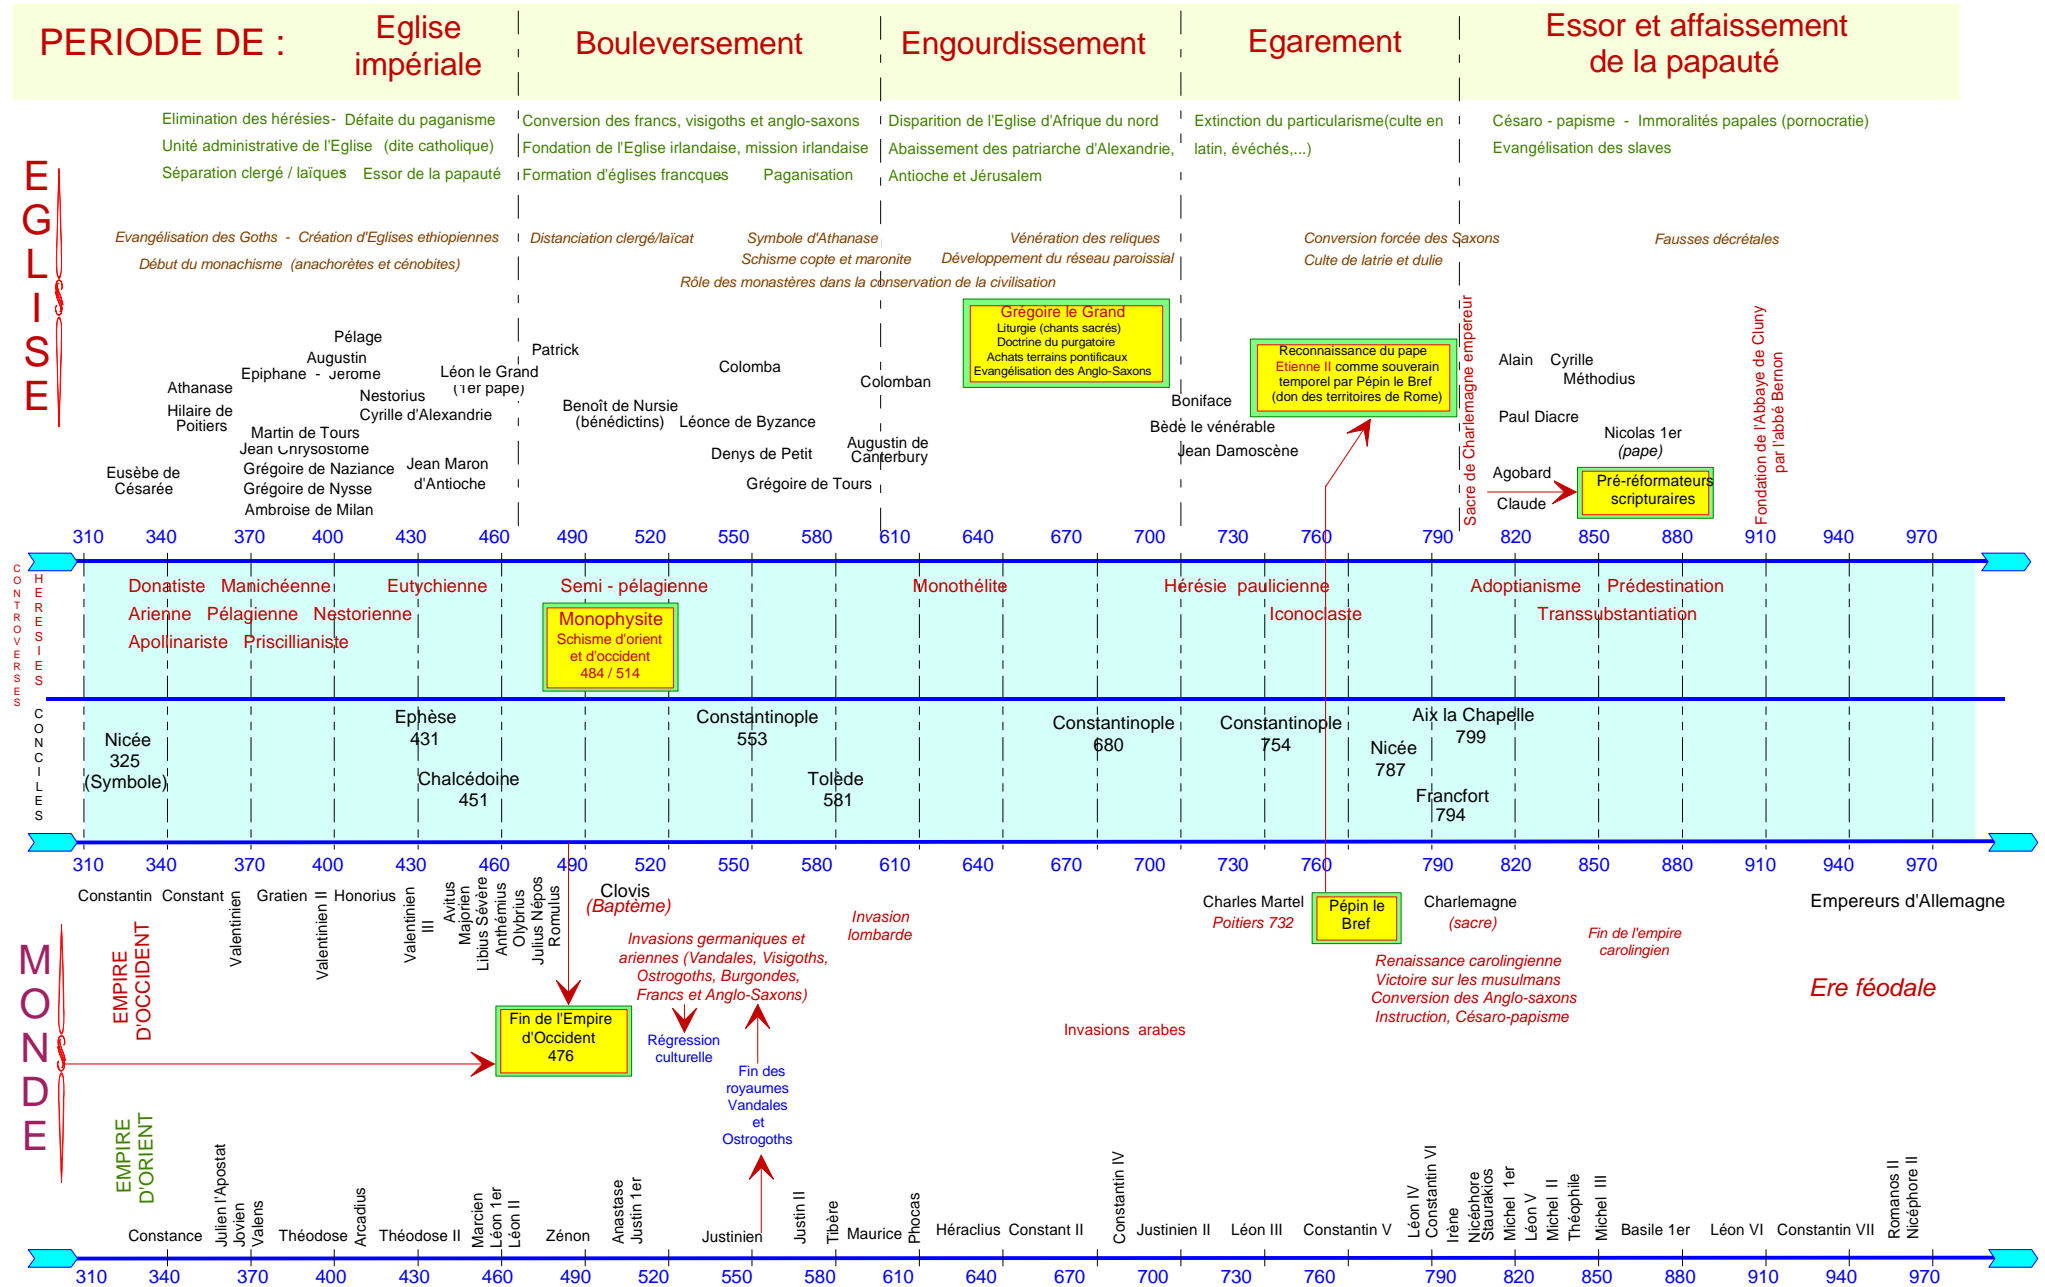 PERIODE DE :
Eglise
impériale
Bouleversement
Engourdissement
Egarement
Essor et affaissement
de la papauté
EGLISE
Elimination des hérésies- Défaite du paganisme
Unité administrative de l'Eglise (dite catholique)
Séparation clergé / laïques - Essor de la papauté
Conversion des francs, visigoths et anglo-saxons
Fondation de l'Eglise irlandaise, mission irlandaise
Formation d'églises francques - Paganisation
Disparition de l'Eglise d'Afrique du nord
Abaissement des patriarche d'Alexandrie,
Antioche et Jérusalem
Extinction du particularisme(culte en
latin, évéchés,...)
Césaro - papisme - Immoralités papales (pornocratie)
Evangélisation des slaves
Evangélisation des Goths - Création d'Eglises ethiopiennes
Début du monachisme (anachorètes et cénobites)
Distanciation clergé/laïcat
Symbole d'Athanase
Schisme copte et maronite
Rôle des monastères dans la conservation de la civilisation
Vénération des reliques
Développement du réseau paroissial
Conversion forcée des Saxons
Culte de latrie et dulie
Fausses décrétales
Pélage
Augustin
Epiphane - Jerome
Athanase
Hilaire de
Poitiers
Nestorius
Cyrille d'Alexandrie
Léon le Grand
(1er pape)
Martin de Tours
Jean Chrysostome
Grégoire de Naziance
Grégoire de Nysse
Ambroise de Milan
Eusèbe de
Césarée
Jean Maron
d'Antioche
Patrick
Benoît de Nursie
(bénédictins)
Colomba
Léonce de Byzance
Denys de Petit
Grégoire de Tours
Colomban
Augustin de
Canterbury
Grégoire le Grand
Liturgie (chants sacrés)
Doctrine du purgatoire
Achats terrains pontificaux
Evangélisation des Anglo-Saxons
Boniface
Bède le vénérable
Jean Damoscène
Reconnaissance du pape
Etienne II comme souverain
temporel par Pépin le Bref
(don des territoires de Rome)
Sacre de Charlemagne empereur
Alain
Cyrille
Méthodius
Paul Diacre
Nicolas 1er
(pape)
Agobard
Claude
Pré-réformateurs
scripturaires
Fondation de l'Abbaye de Cluny
par l'abbé Bernon
310 340 370 400 430 460 490 520 550 580 610 640 670 700 730 760 790 820 850 880 910 940 970
CONTROVERSES
HERESIES
Donatiste Manichéenne
Arienne Pélagienne Nestorienne
Apollinariste Priscillianiste
Eutychienne
Semi - pélagienne
Monophysite
Schisme d'orient
et d'occident
484 / 514
Monothélite
Hérésie paulicienne
Iconoclaste
Adoptianisme
Prédestination
Transsubstantiation
CONCILES
Nicée
325
(Symbole)
Ephèse
431
Chalcédoine
451
Constantinople
553
Tolède
581
Constantinople
680
Constantinople
754
Nicée
787
Aix la Chapelle
799
Francfort
794
310 340 370 400 430 460 490 520 550 580 610 640 670 700 730 760 790 820 850 880 910 940 970
MONDE
EMPIRE
D'OCCIDENT
Constantin
Constant
Valentinien
Gratien
Valentinien II
Honorius
Valentinien
III
Avitus
Majorien
Libius Sévère
Anthémius
Olybrius
Julius Népos
Romulus
Clovis
(Baptème)
Invasions germaniques et
ariennes (Vandales, Visigoths,
Ostrogoths, Burgondes,
Francs et Anglo-Saxons)
Invasion
lombarde
Fin de l'Empire
d'Occident
476
Régression
culturelle
Fin des
royaumes
Vandales
et
Ostrogoths
Invasions arabes
Charles Martel
Poitiers 732
Pépin le
Bref
Charlemagne
(sacre)
Renaissance carolingienne
Victoire sur les musulmans
Conversion des Anglo-saxons
Instruction, Césaro-papisme
Fin de l'empire
carolingien
Empereurs d'Allemagne
Ere féodale
EMPIRE
D'ORIENT
Constance
Julien l'Apostat
Jovien
Valens
Théodose
Arcadius
Théodose II
Marcien
Léon 1er
Léon II
Zénon
Anastase
Justin 1er
Justinien
Justin II
Tibère
Maurice
Phocas
Héraclius
Constant II
Constantin IV
Justinien II
Léon III
Constantin V
Léon IV
Constantin VI
Irène
Nicéphore
Staurakios
Michel 1er
Léon V
Michel II
Théophile
Michel III
Basile 1er
Léon VI
Constantin VII
Romanos II
Nicéphore II
310 340 370 400 430 460 490 520 550 580 610 640 670 700 730 760 790 820 850 880 910 940 970